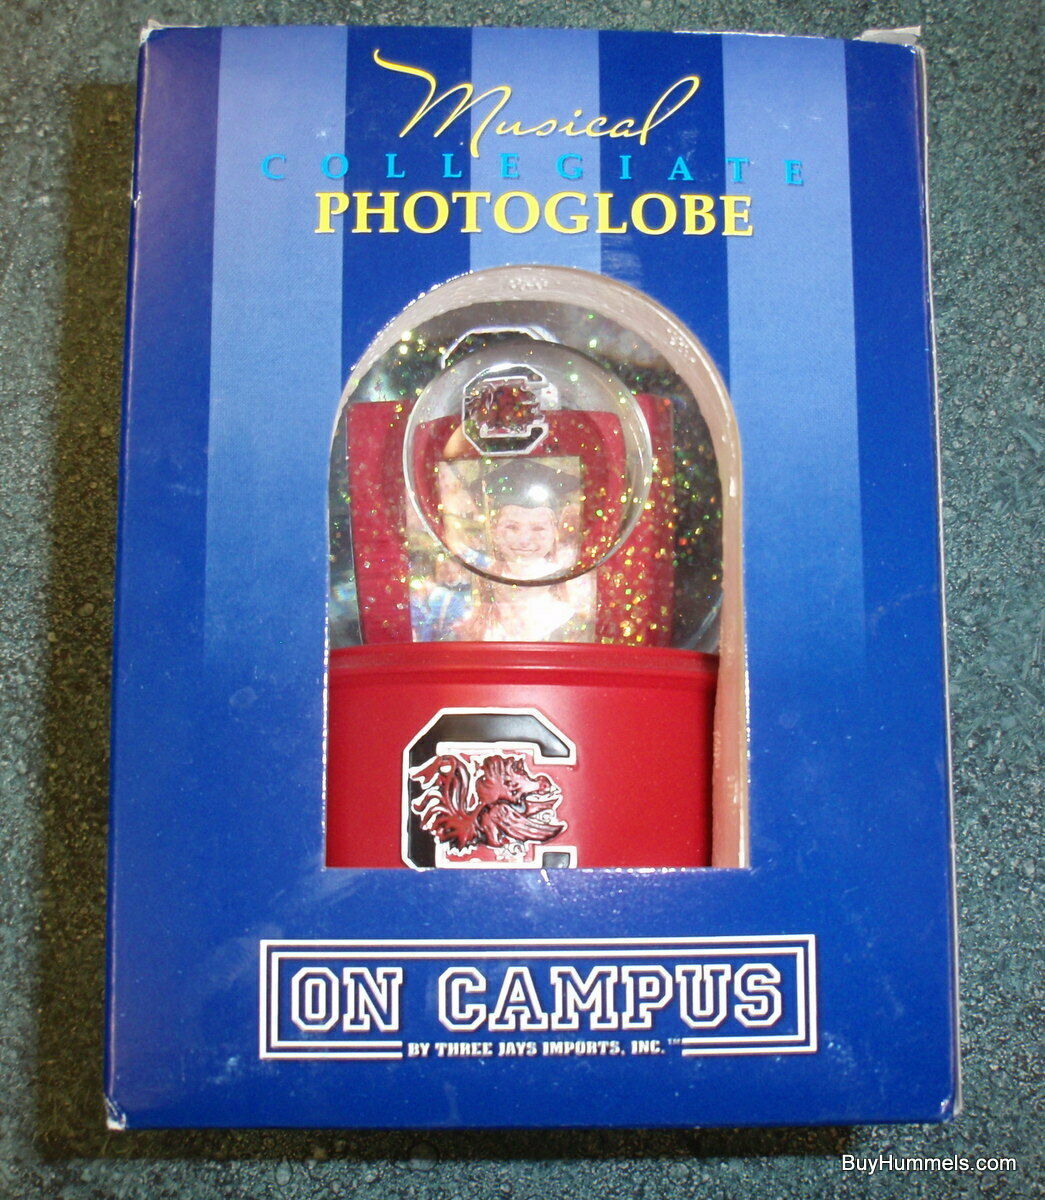 Musical
COLLEGIATE
PHOTOGLOBE
C
C
ON CAMPUS
BY THREE JAYS IMPORTS, INC.™
BuyHummels.com